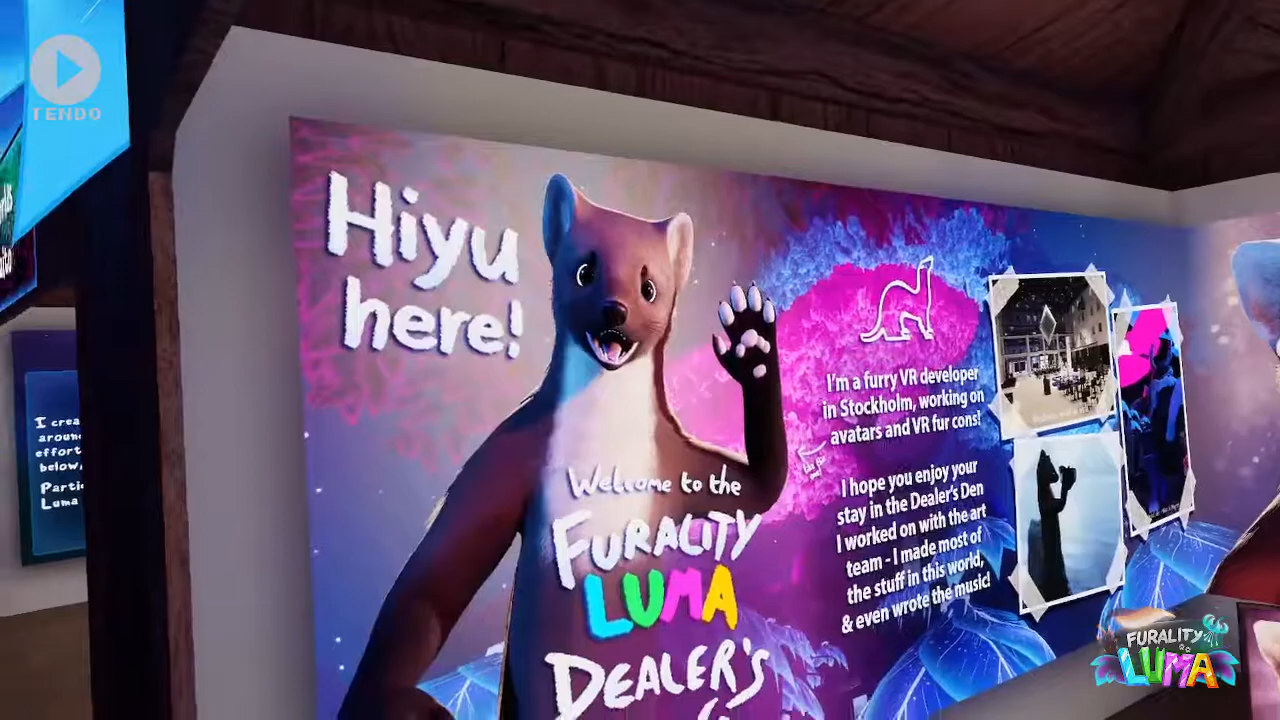 TENDO
Hiyu
here!
Welcome to the
FURALITY
LUMA
DEALER'S
I'm a furry VR developer
in Stockholm, working on
avatars and VR fur cons!
I hope you enjoy your
stay in the Dealer's Den
I worked on with the art
team - I made most of
the stuff in this world,
& even wrote the music!
I crea
around
effort
below,
Partic
Luma
FURALITY
LUMA